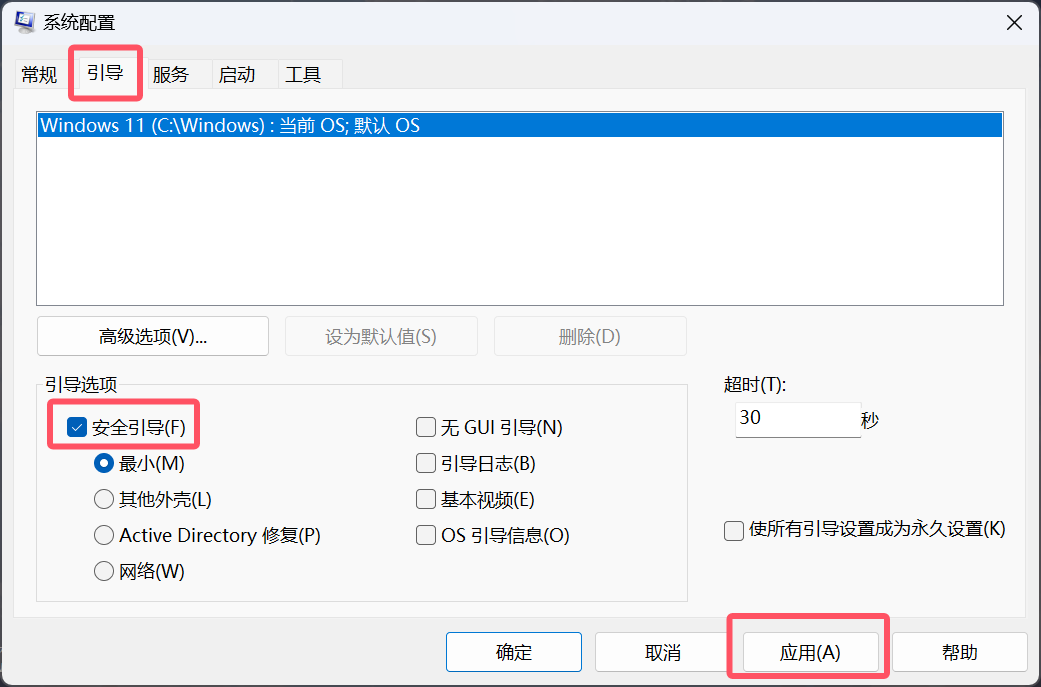 系统配置
常规 引导 服务 启动 工具
Windows 11 (C:\Windows) : 当前 OS; 默认 OS
高级选项(V)... 设为默认值(S) 删除(D)
引导选项 超时(T):
安全引导(F) 无 GUI 引导(N) 30 秒
最小(M) 引导日志(B)
其他外壳(L) 基本视频(E)
Active Directory 修复(P) OS 引导信息(O) 使所有引导设置成为永久设置(K)
网络(W)
确定 取消 应用(A) 帮助